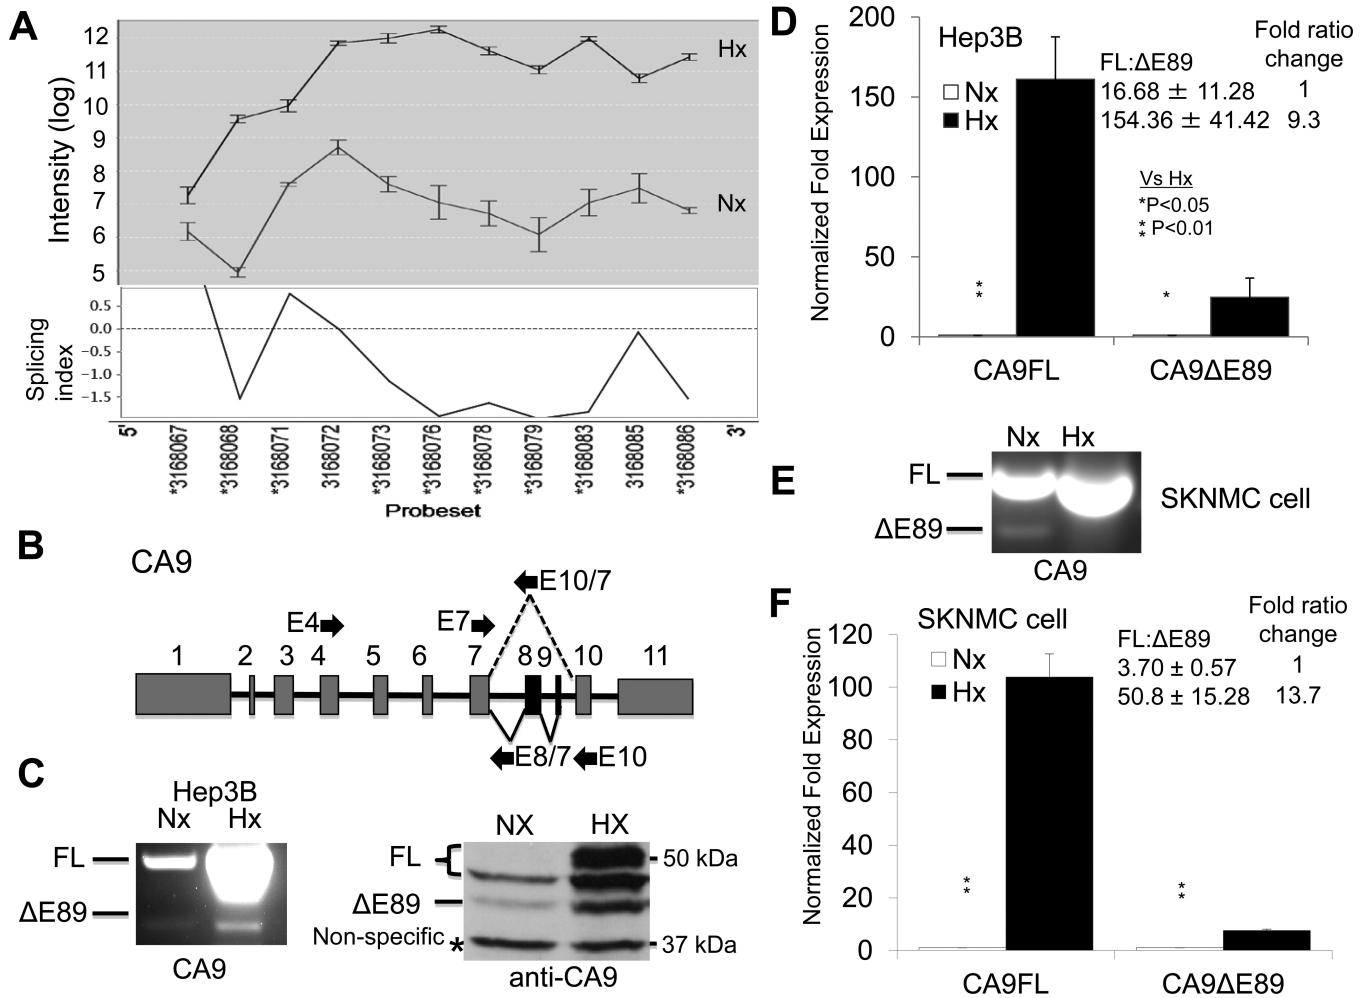 A
Intensity (log)
12
11
10
9
8
7
6
5
Hx
Nx
Splicing
index
0.5
0.0
−0.5
−1.0
−1.5
5'
*3168067
*3168068
*3168071
3168072
*3168073
*3168076
*3168078
*3168079
*3168083
3168085
*3168086
3'
Probeset
B
CA9
E10/7
E4
E7
1 2 3 4 5 6 7 8 9 10 11
E8/7
E10
C
Hep3B
Nx Hx
FL
ΔE89
CA9
NX HX
FL
ΔE89
Non-specific *
50 kDa
37 kDa
anti-CA9
D
Normalized Fold Expression
200
150
100
50
0
Hep3B
Nx
Hx
Fold ratio
change
FL:ΔE89
16.68 ± 11.28 1
154.36 ± 41.42 9.3
Vs Hx
*P<0.05
** P<0.01
**
*
CA9FL CA9ΔE89
E
Nx Hx
FL
ΔE89
SKNMC cell
CA9
F
Normalized Fold Expression
120
100
80
60
40
20
0
SKNMC cell
Nx
Hx
Fold ratio
change
FL:ΔE89
3.70 ± 0.57 1
50.8 ± 15.28 13.7
**
**
CA9FL CA9ΔE89